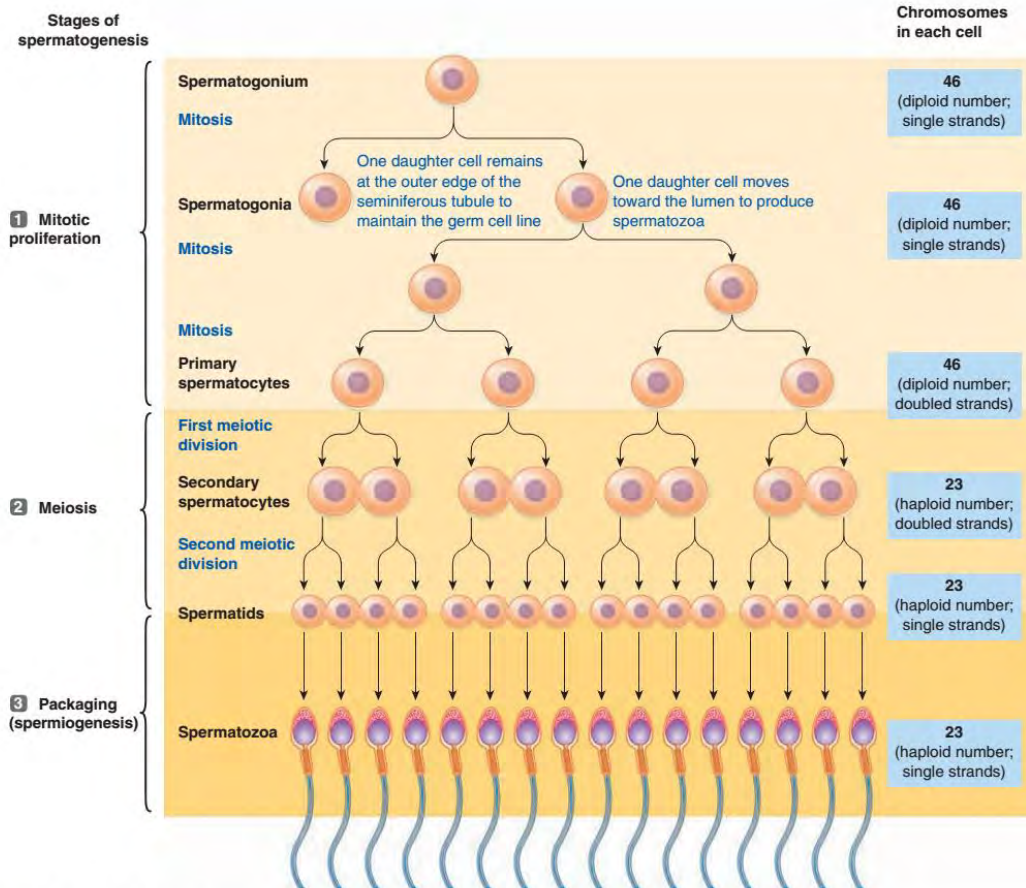 Stages of
spermatogenesis
Chromosomes
in each cell
Spermatogonium
46
(diploid number;
single strands)
Mitosis
One daughter cell remains
at the outer edge of the
seminiferous tubule to
maintain the germ cell line
One daughter cell moves
toward the lumen to produce
spermatozoa
Spermatogonia
46
(diploid number;
single strands)
1 Mitotic
proliferation
Mitosis
Mitosis
Primary
spermatocytes
46
(diploid number;
doubled strands)
First meiotic
division
2 Meiosis
Secondary
spermatocytes
23
(haploid number;
doubled strands)
Second meiotic
division
Spermatids
23
(haploid number;
single strands)
3 Packaging
(spermiogenesis)
Spermatozoa
23
(haploid number;
single strands)